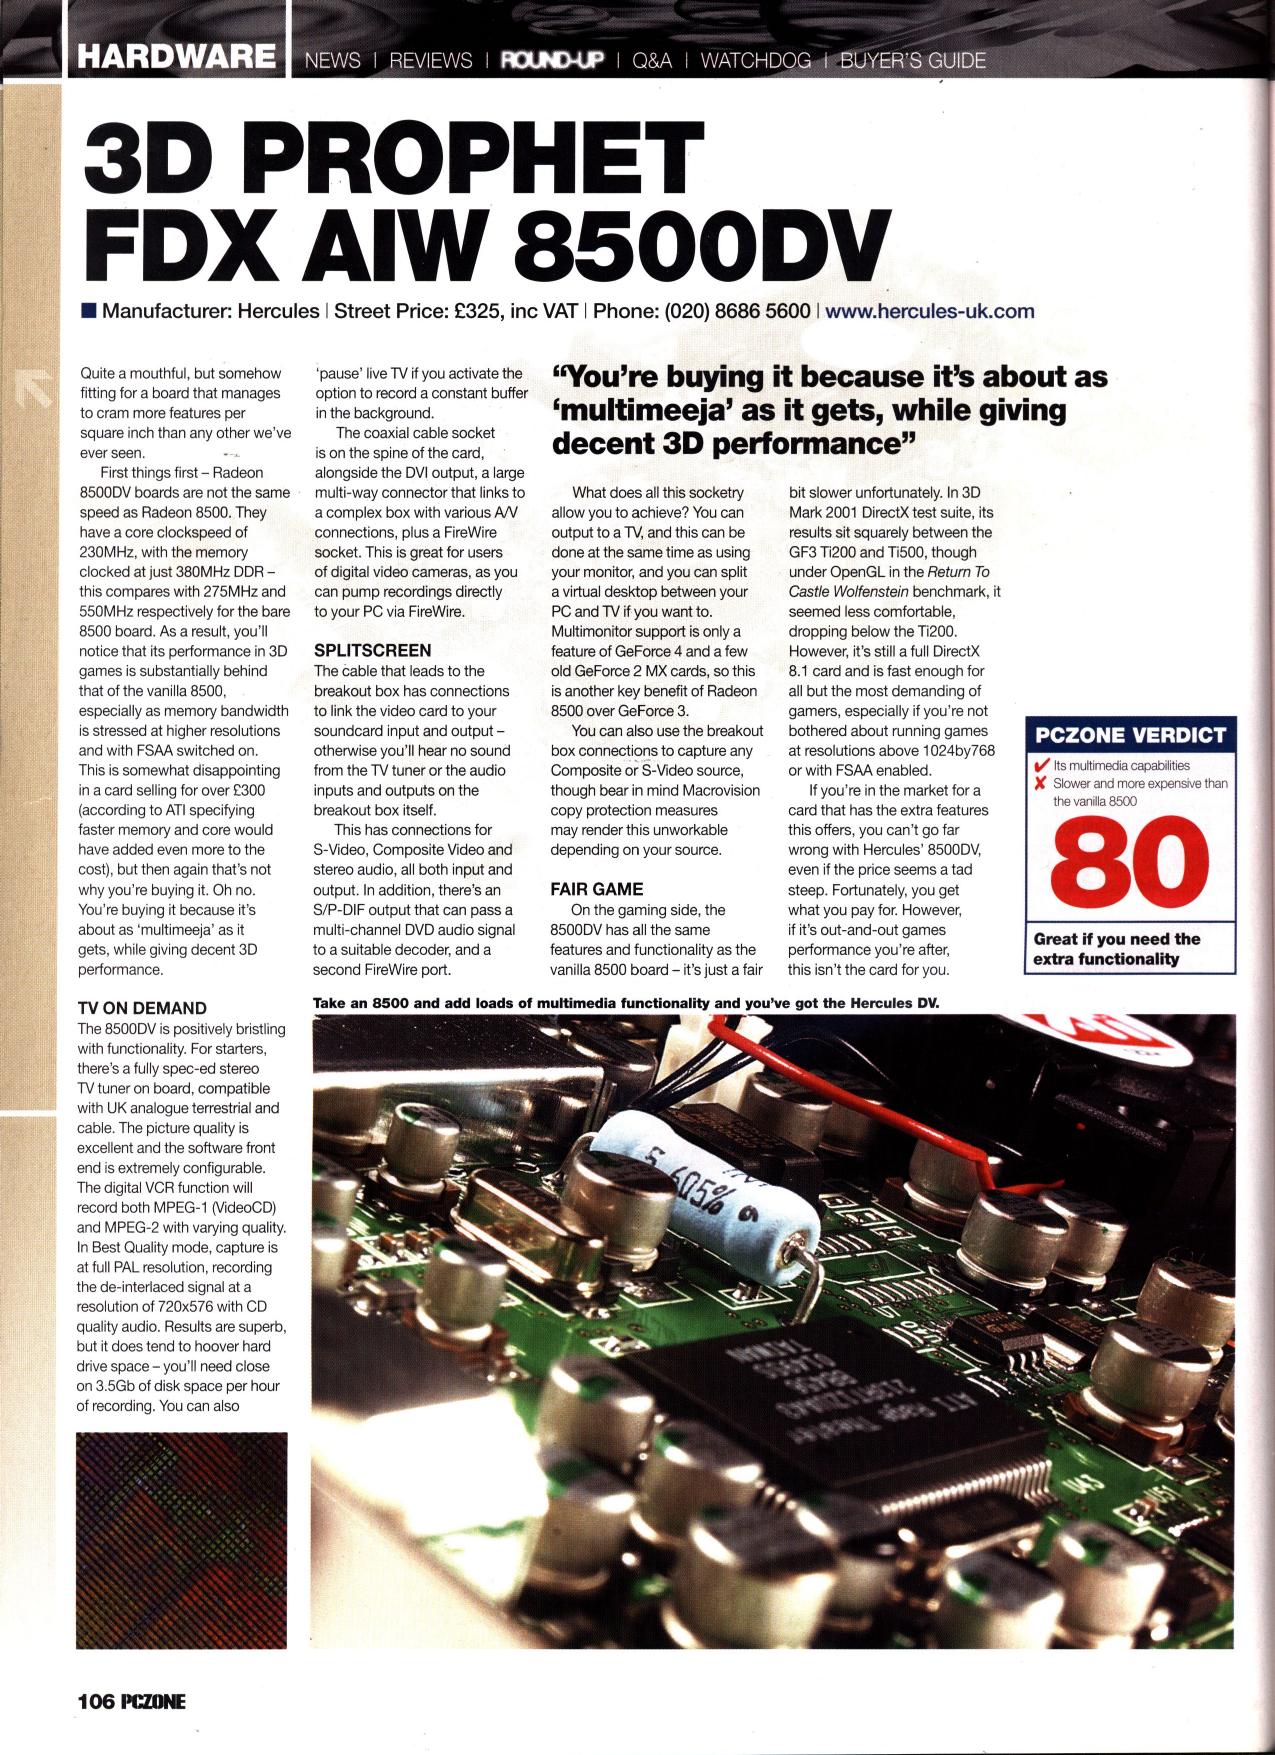 HARDWARE
NEWS | REVIEWS | ROUND-UP | Q&A | WATCHDOG | BUYER'S GUIDE
3D PROPHET
FDX AIW 8500DV
■ Manufacturer: Hercules | Street Price: £325, inc VAT | Phone: (020) 8686 5600 | www.hercules-uk.com
Quite a mouthful, but somehow
fitting for a board that manages
to cram more features per
square inch than any other we've
ever seen.
First things first – Radeon
8500DV boards are not the same
speed as Radeon 8500. They
have a core clockspeed of
230MHz, with the memory
clocked at just 380MHz DDR –
this compares with 275MHz and
550MHz respectively for the bare
8500 board. As a result, you'll
notice that its performance in 3D
games is substantially behind
that of the vanilla 8500,
especially as memory bandwidth
is stressed at higher resolutions
and with FSAA switched on.
This is somewhat disappointing
in a card selling for over £300
(according to ATI specifying
faster memory and core would
have added even more to the
cost), but then again that's not
why you're buying it. Oh no.
You're buying it because it's
about as 'multimeeja' as it
gets, while giving decent 3D
performance.
TV ON DEMAND
The 8500DV is positively bristling
with functionality. For starters,
there's a fully spec-ed stereo
TV tuner on board, compatible
with UK analogue terrestrial and
cable. The picture quality is
excellent and the software front
end is extremely configurable.
The digital VCR function will
record both MPEG-1 (VideoCD)
and MPEG-2 with varying quality.
In Best Quality mode, capture is
at full PAL resolution, recording
the de-interlaced signal at a
resolution of 720x576 with CD
quality audio. Results are superb,
but it does tend to hoover hard
drive space – you'll need close
on 3.5Gb of disk space per hour
of recording. You can also
'pause' live TV if you activate the
option to record a constant buffer
in the background.
The coaxial cable socket
is on the spine of the card,
alongside the DVI output, a large
multi-way connector that links to
a complex box with various A/V
connections, plus a FireWire
socket. This is great for users
of digital video cameras, as you
can pump recordings directly
to your PC via FireWire.
SPLITSCREEN
The cable that leads to the
breakout box has connections
to link the video card to your
soundcard input and output –
otherwise you'll hear no sound
from the TV tuner or the audio
inputs and outputs on the
breakout box itself.
This has connections for
S-Video, Composite Video and
stereo audio, all both input and
output. In addition, there's an
S/P-DIF output that can pass a
multi-channel DVD audio signal
to a suitable decoder, and a
second FireWire port.
"You're buying it because it's about as
'multimeeja' as it gets, while giving
decent 3D performance"
What does all this socketry
allow you to achieve? You can
output to a TV, and this can be
done at the same time as using
your monitor, and you can split
a virtual desktop between your
PC and TV if you want to.
Multimonitor support is only a
feature of GeForce 4 and a few
old GeForce 2 MX cards, so this
is another key benefit of Radeon
8500 over GeForce 3.
You can also use the breakout
box connections to capture any
Composite or S-Video source,
though bear in mind Macrovision
copy protection measures
may render this unworkable
depending on your source.
FAIR GAME
On the gaming side, the
8500DV has all the same
features and functionality as the
vanilla 8500 board – it's just a fair
bit slower unfortunately. In 3D
Mark 2001 DirectX test suite, its
results sit squarely between the
GF3 Ti200 and Ti500, though
under OpenGL in the Return To
Castle Wolfenstein benchmark, it
seemed less comfortable,
dropping below the Ti200.
However, it's still a full DirectX
8.1 card and is fast enough for
all but the most demanding of
gamers, especially if you're not
bothered about running games
at resolutions above 1024by768
or with FSAA enabled.
If you're in the market for a
card that has the extra features
this offers, you can't go far
wrong with Hercules' 8500DV,
even if the price seems a tad
steep. Fortunately, you get
what you pay for. However,
if it's out-and-out games
performance you're after,
this isn't the card for you.
PCZONE VERDICT
✔ Its multimedia capabilities
✘ Slower and more expensive than
the vanilla 8500
80
Great if you need the
extra functionality
Take an 8500 and add loads of multimedia functionality and you've got the Hercules DV.
ATI Rage Theater
TAIWAN
U43
U51
106 PCZONE